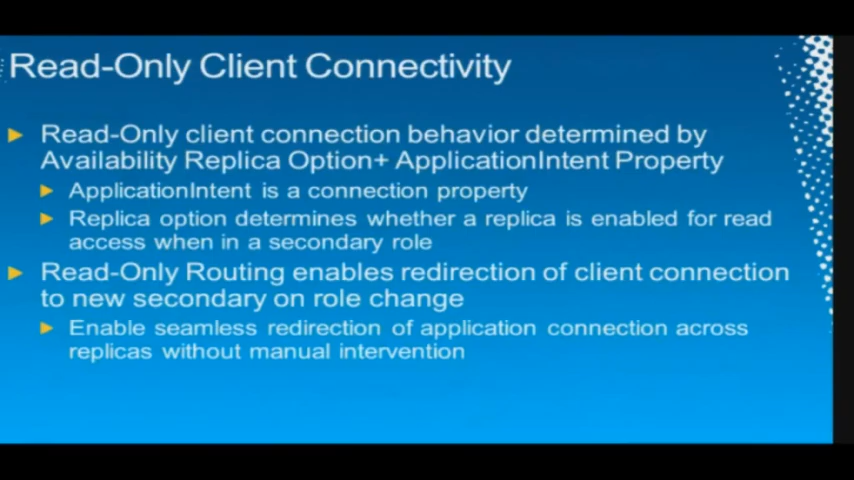 Read-Only Client Connectivity
Read-Only client connection behavior determined by
Availability Replica Option+ ApplicationIntent Property
ApplicationIntent is a connection property
Replica option determines whether a replica is enabled for read
access when in a secondary role
Read-Only Routing enables redirection of client connection
to new secondary on role change
Enable seamless redirection of application connection across
replicas without manual intervention